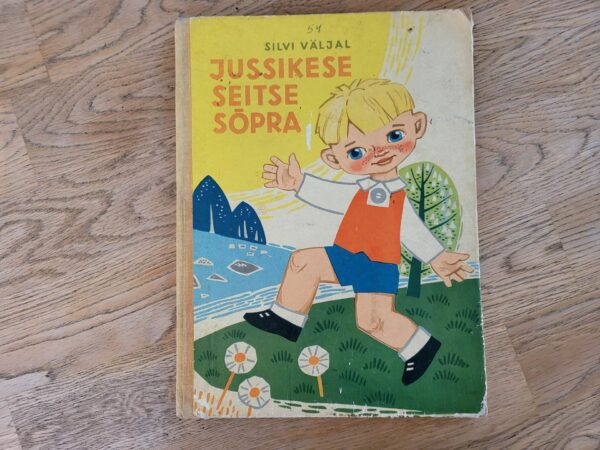 54
SILVI VÄLJAL
JUSSIKESE
SEITSE
SÕPRA